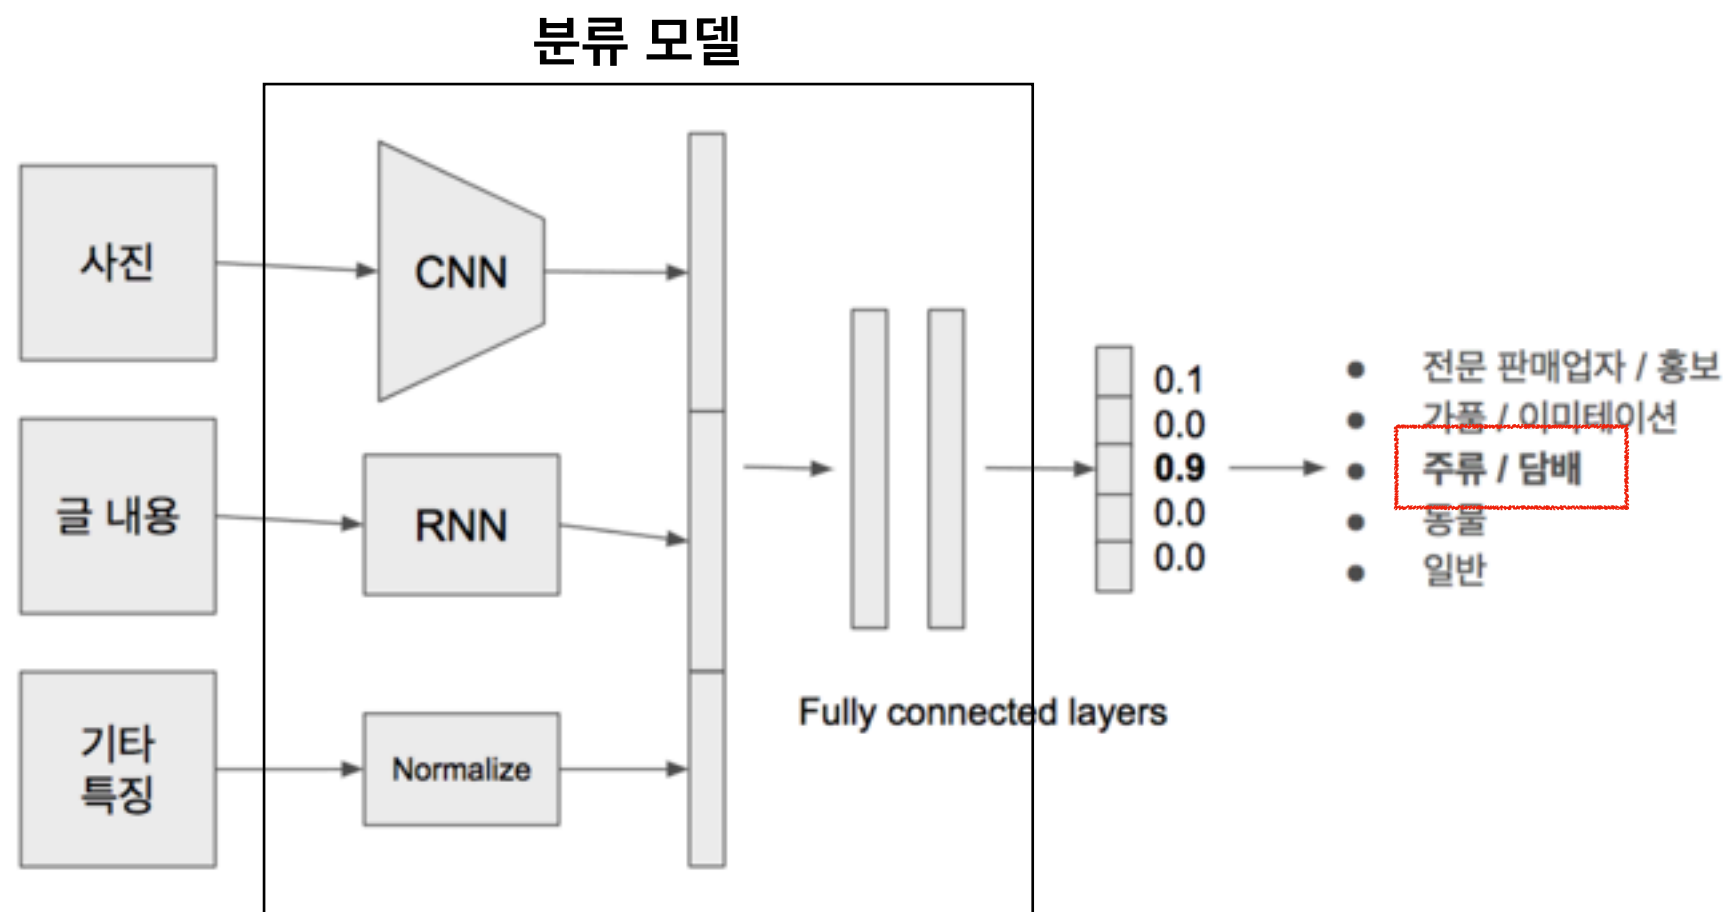 분류 모델
사진
CNN
글 내용
RNN
기타
특징
Normalize
Fully connected layers
0.1
0.0
0.9
0.0
0.0
전문 판매업자 / 홍보
가품 / 이미테이션
주류 / 담배
동물
일반